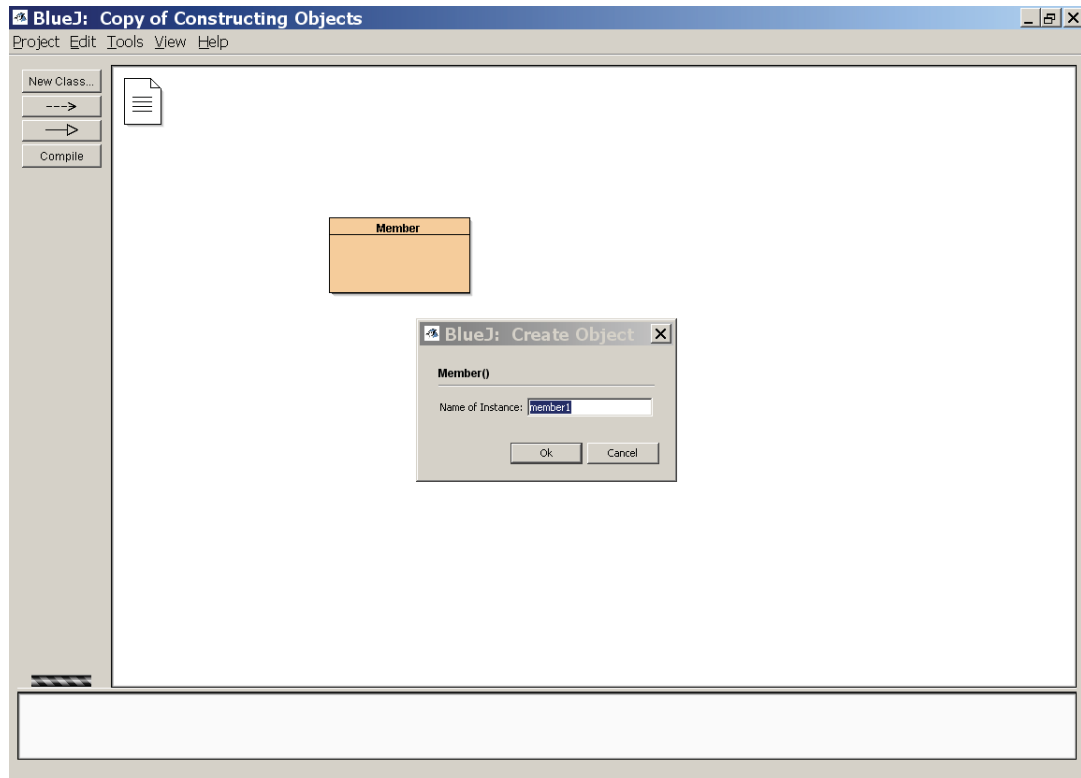 BlueJ: Copy of Constructing Objects
Project Edit Tools View Help
New Class...
Compile
Member
BlueJ: Create Object
Member()
Name of Instance: member1
Ok Cancel